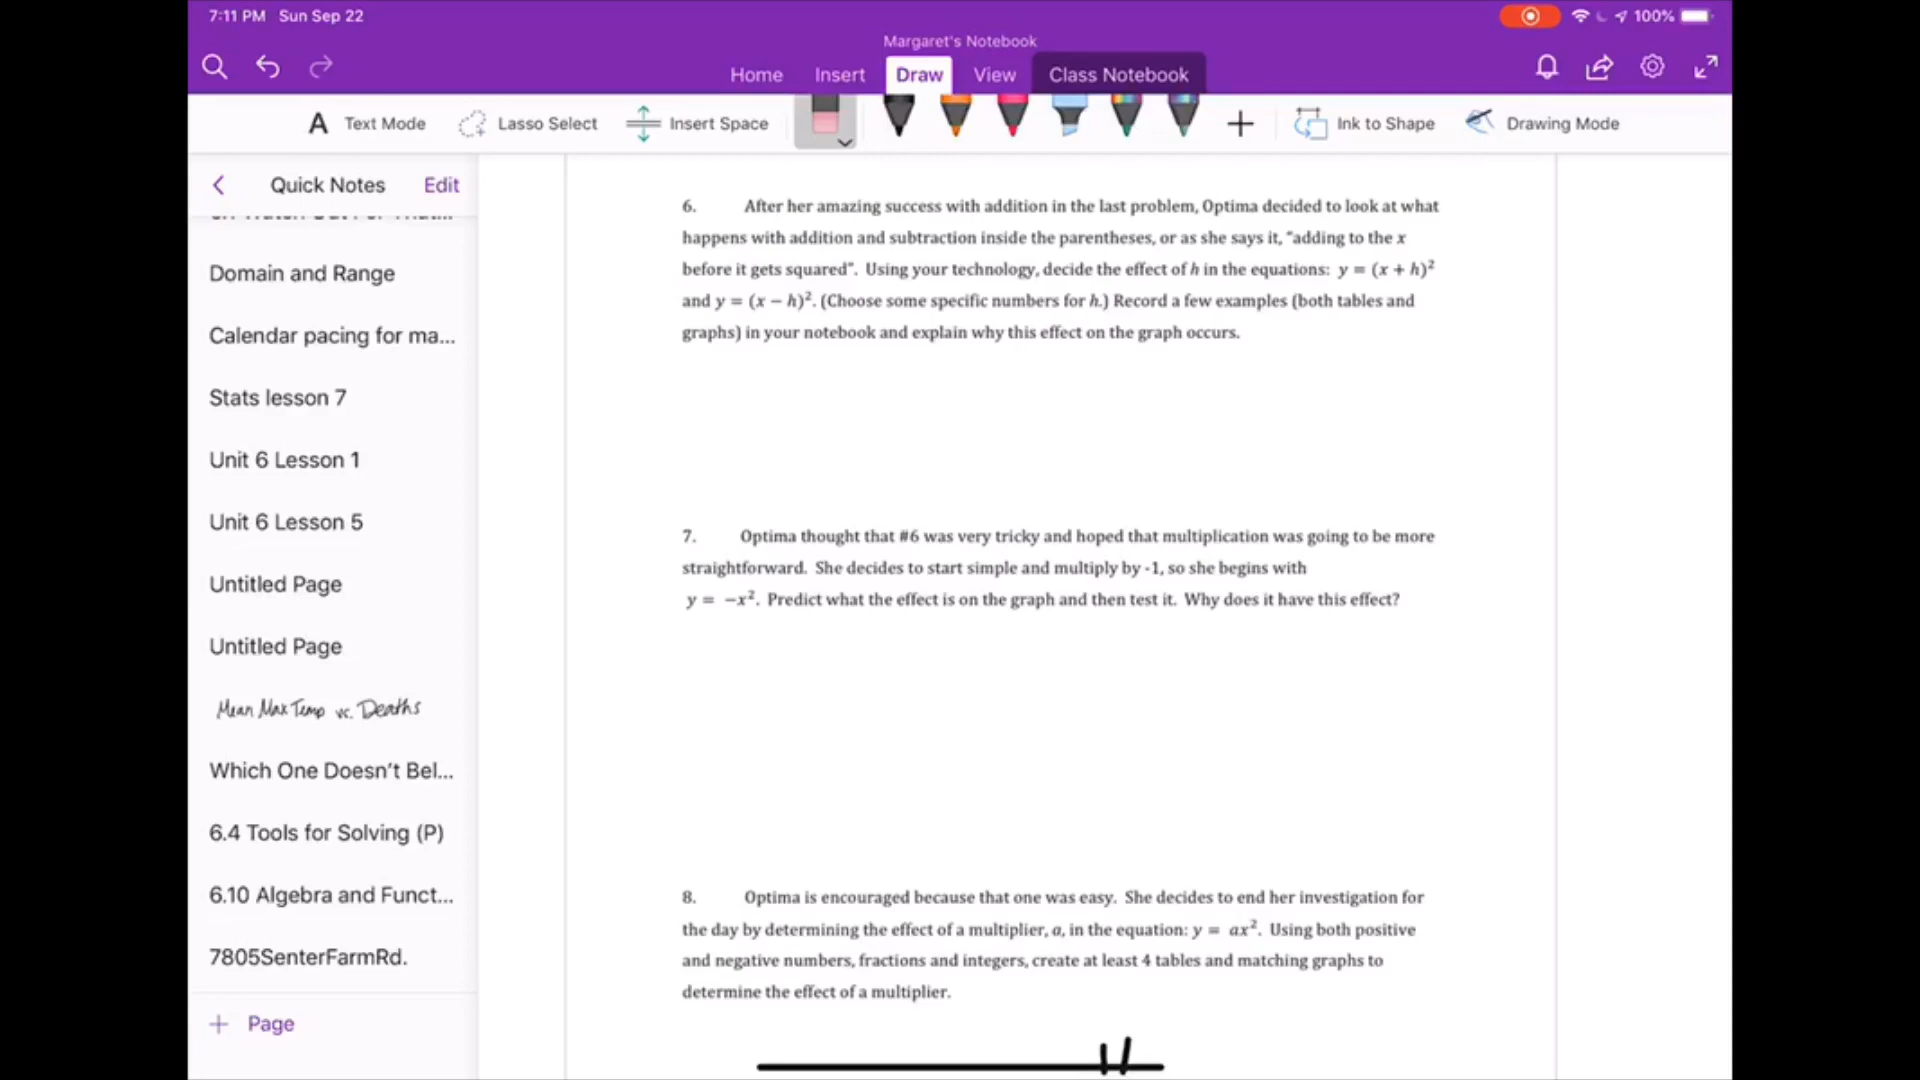 7:11 PM Sun Sep 22
100%
Margaret's Notebook
Home Insert Draw View Class Notebook
A Text Mode Lasso Select Insert Space Ink to Shape Drawing Mode
Quick Notes Edit
Domain and Range
Calendar pacing for ma...
Stats lesson 7
Unit 6 Lesson 1
Unit 6 Lesson 5
Untitled Page
Untitled Page
Mean Max Temp vs. Deaths
Which One Doesn't Bel...
6.4 Tools for Solving (P)
6.10 Algebra and Funct...
7805SenterFarmRd.
+ Page
6. After her amazing success with addition in the last problem, Optima decided to look at what
happens with addition and subtraction inside the parentheses, or as she says it, "adding to the x
before it gets squared". Using your technology, decide the effect of h in the equations: y = (x + h)²
and y = (x − h)². (Choose some specific numbers for h.) Record a few examples (both tables and
graphs) in your notebook and explain why this effect on the graph occurs.
7. Optima thought that #6 was very tricky and hoped that multiplication was going to be more
straightforward. She decides to start simple and multiply by -1, so she begins with
y = −x². Predict what the effect is on the graph and then test it. Why does it have this effect?
8. Optima is encouraged because that one was easy. She decides to end her investigation for
the day by determining the effect of a multiplier, a, in the equation: y = ax². Using both positive
and negative numbers, fractions and integers, create at least 4 tables and matching graphs to
determine the effect of a multiplier.